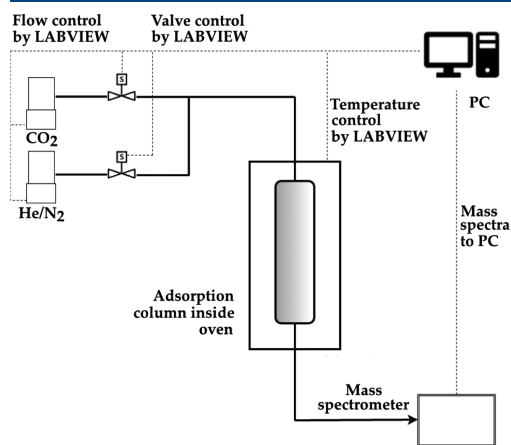 Flow control
by LABVIEW
Valve control
by LABVIEW
S
CO2
S
He/N2
PC
Temperature
control
by LABVIEW
Mass
spectra
to PC
Adsorption
column inside
oven
Mass
spectrometer